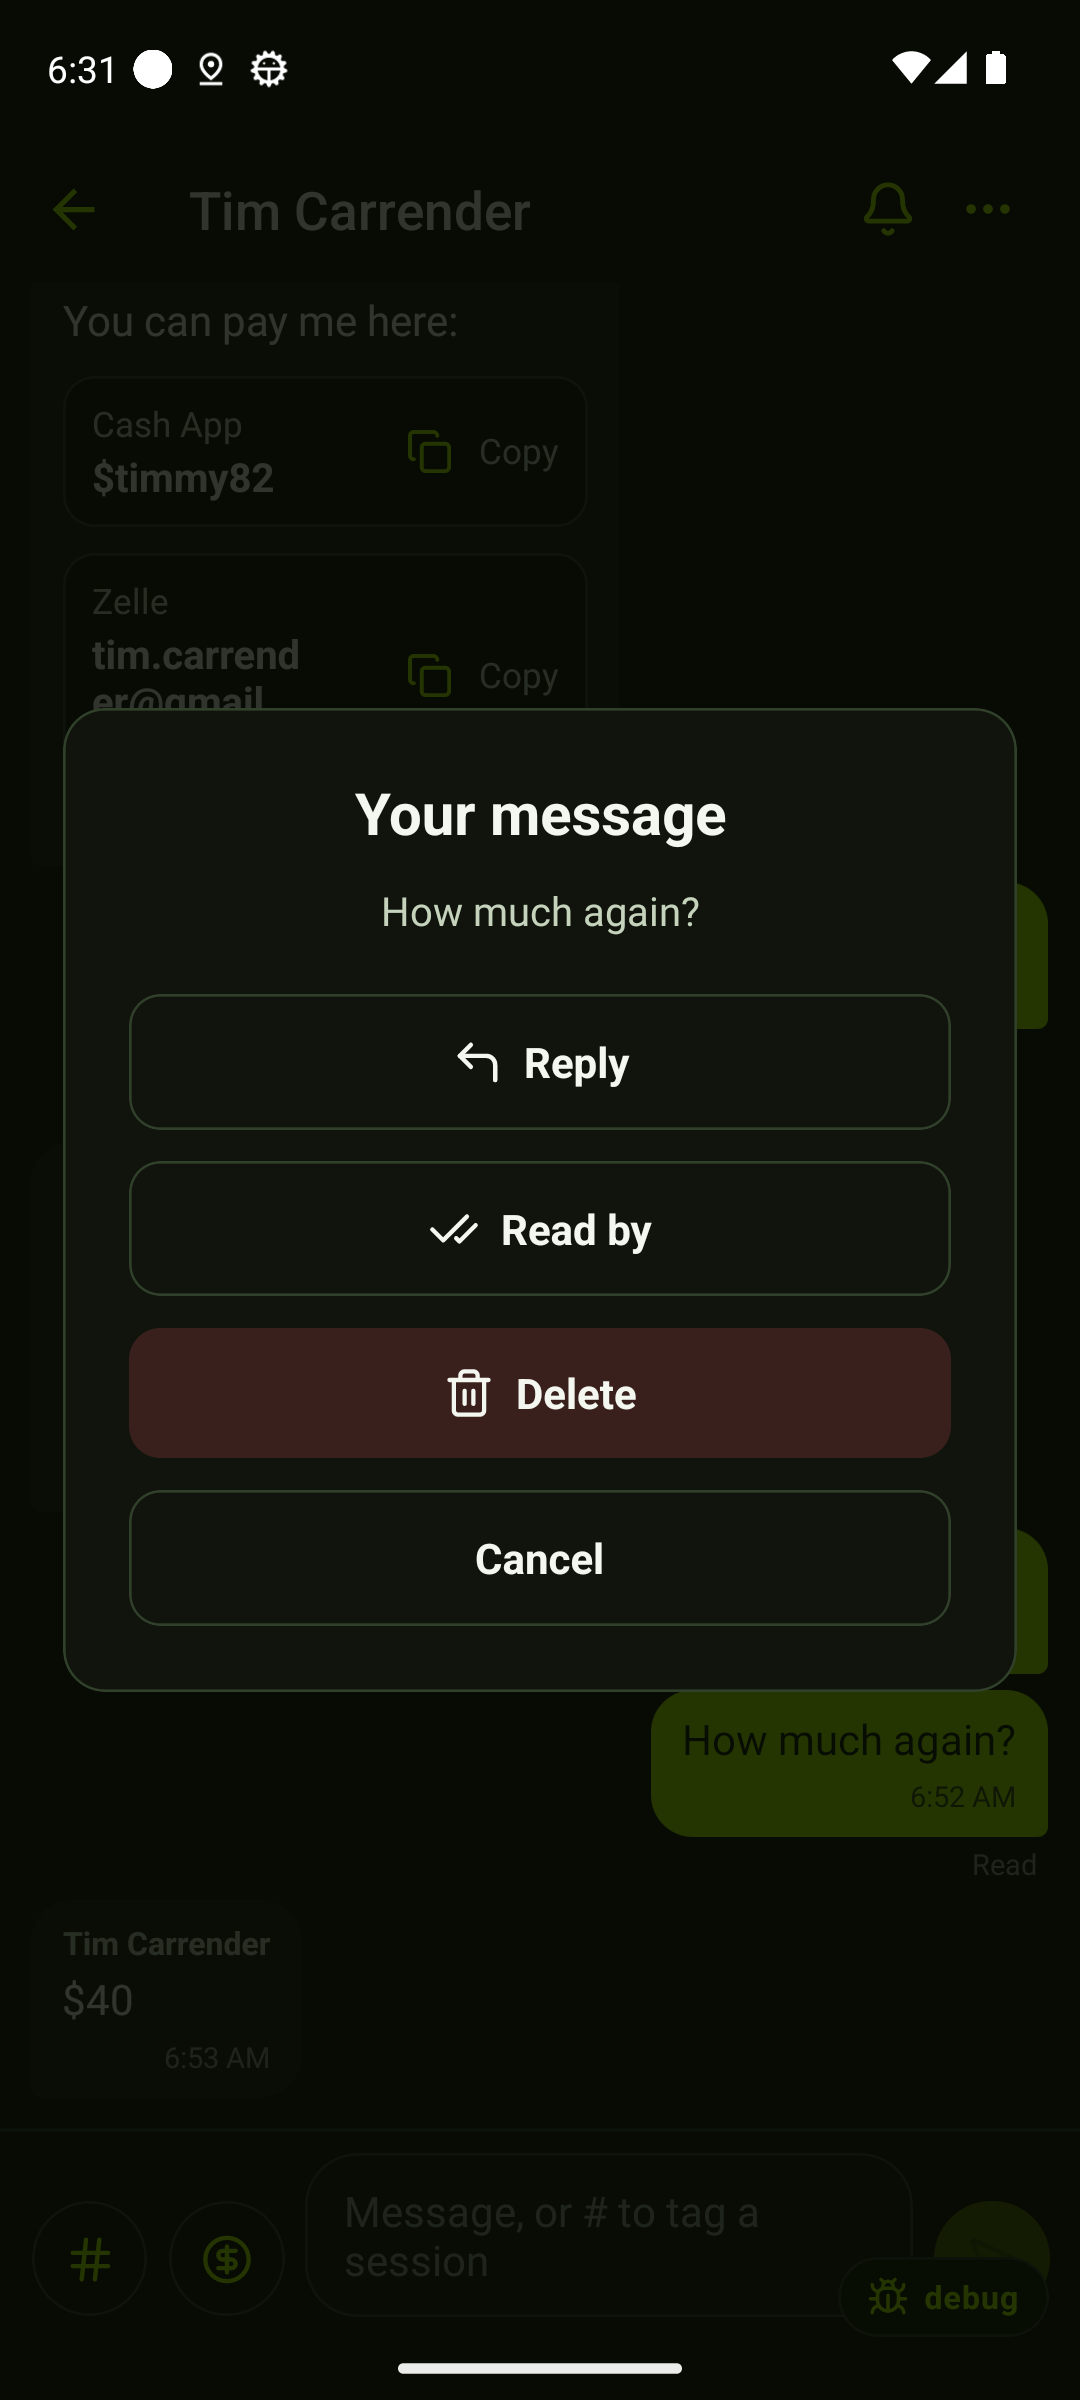 6:31
Tim Carrender
You can pay me here:
Cash App
$timmy82
Copy
Zelle
tim.carrend
er@gmail
Copy
Your message
How much again?
Reply
Read by
Delete
Cancel
How much again?
6:52 AM
Read
Tim Carrender
$40
6:53 AM
Message, or # to tag a
session
debug